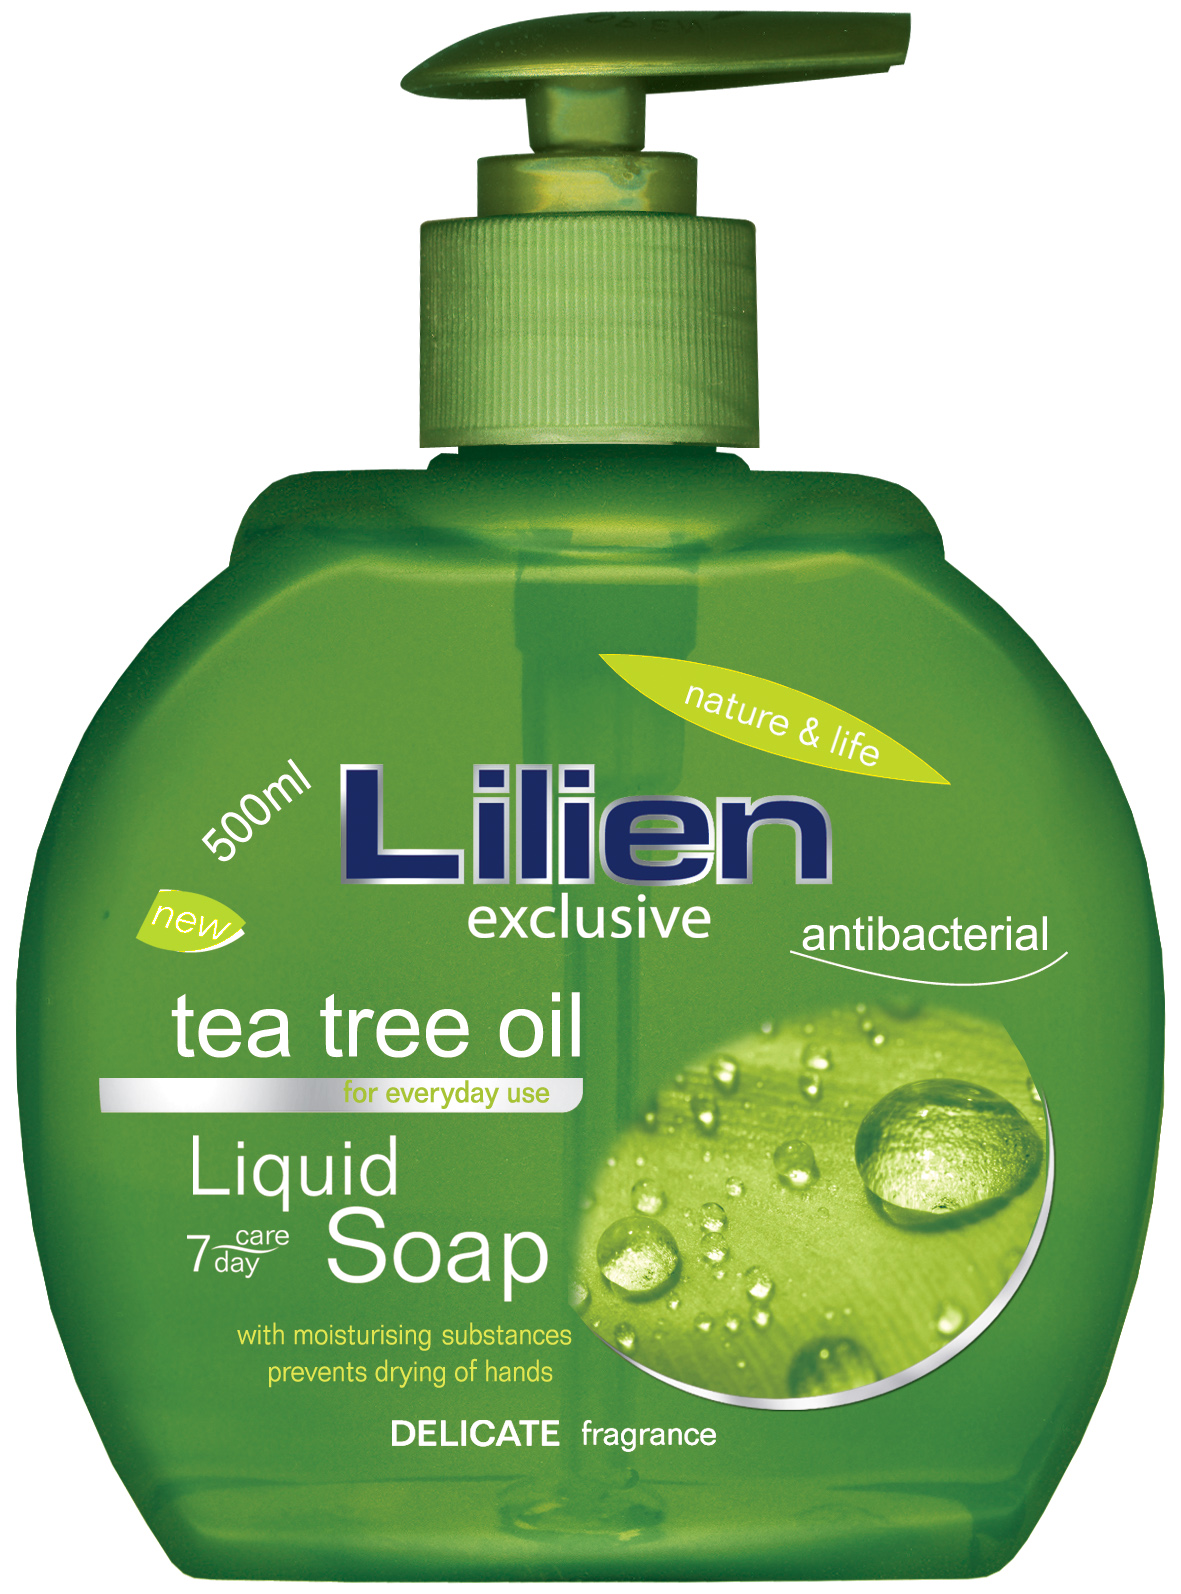 nature & life
500ml
Lilien
exclusive
new
antibacterial
tea tree oil
for everyday use
Liquid
Soap
7 day care
with moisturising substances
prevents drying of hands
DELICATE fragrance